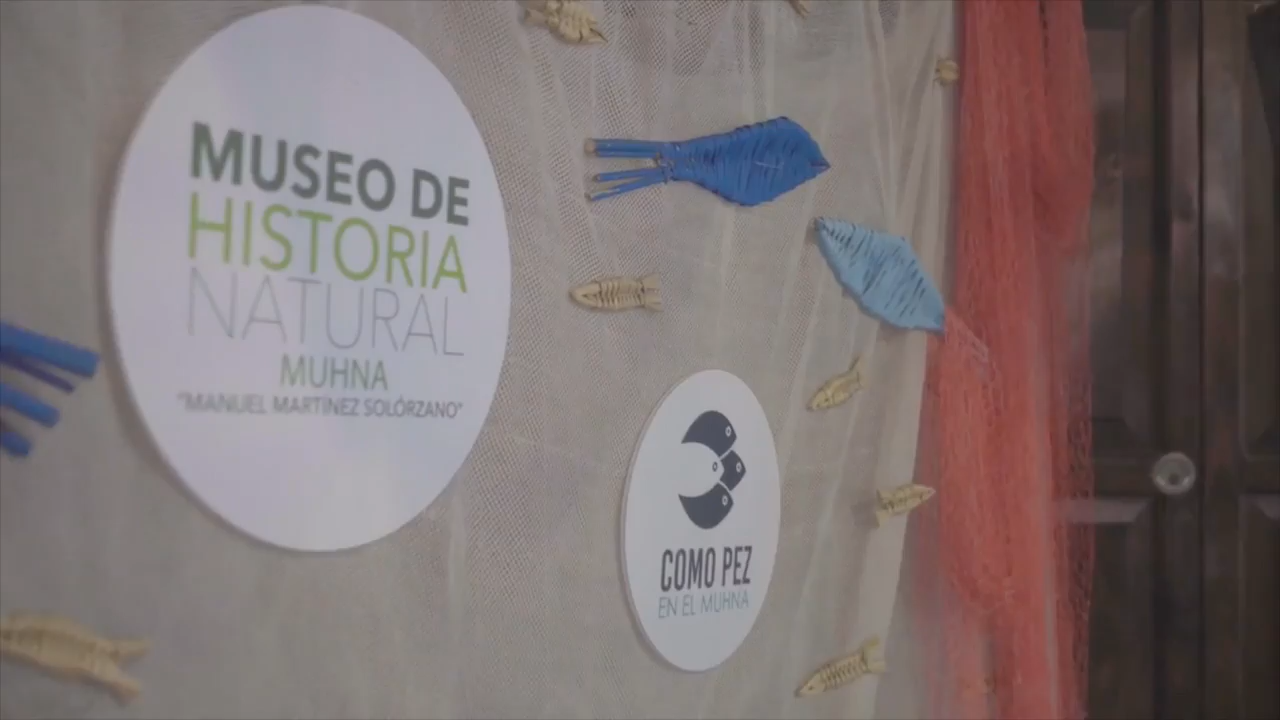 MUSEO DE
HISTORIA
NATURAL
MUHNA
"MANUEL MARTÍNEZ SOLÓRZANO"
COMO PEZ
EN EL MUHNA